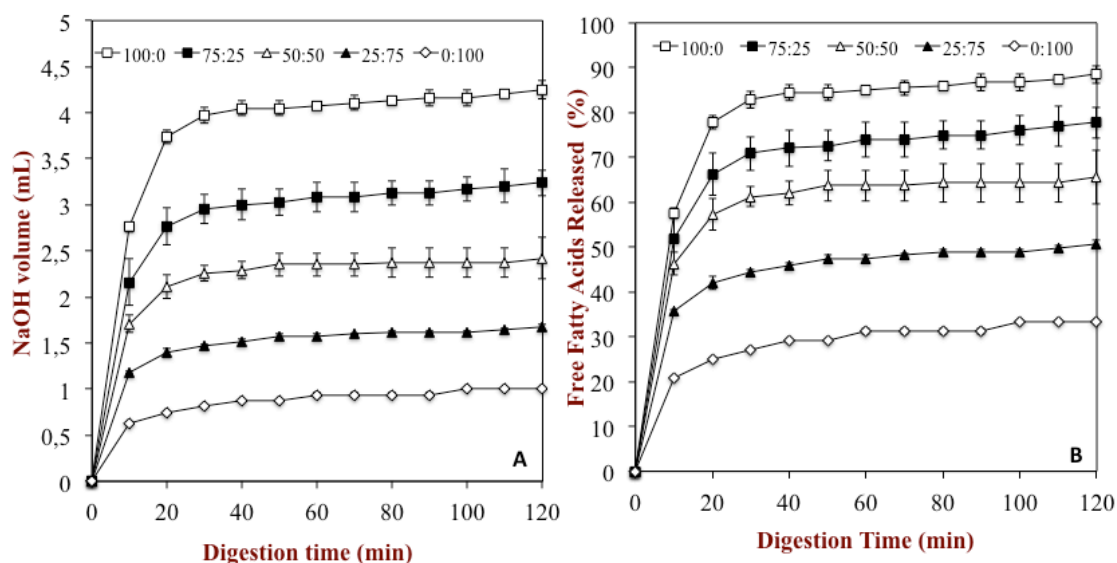 5
4,5
4
3,5
3
2,5
2
1,5
1
0,5
0
NaOH volume (mL)
100:0 75:25 50:50 25:75 0:100
A
0 20 40 60 80 100 120
Digestion time (min)
100
90
80
70
60
50
40
30
20
10
0
Free Fatty Acids Released (%)
100:0 75:25 50:50 25:75 0:100
B
0 20 40 60 80 100 120
Digestion Time (min)